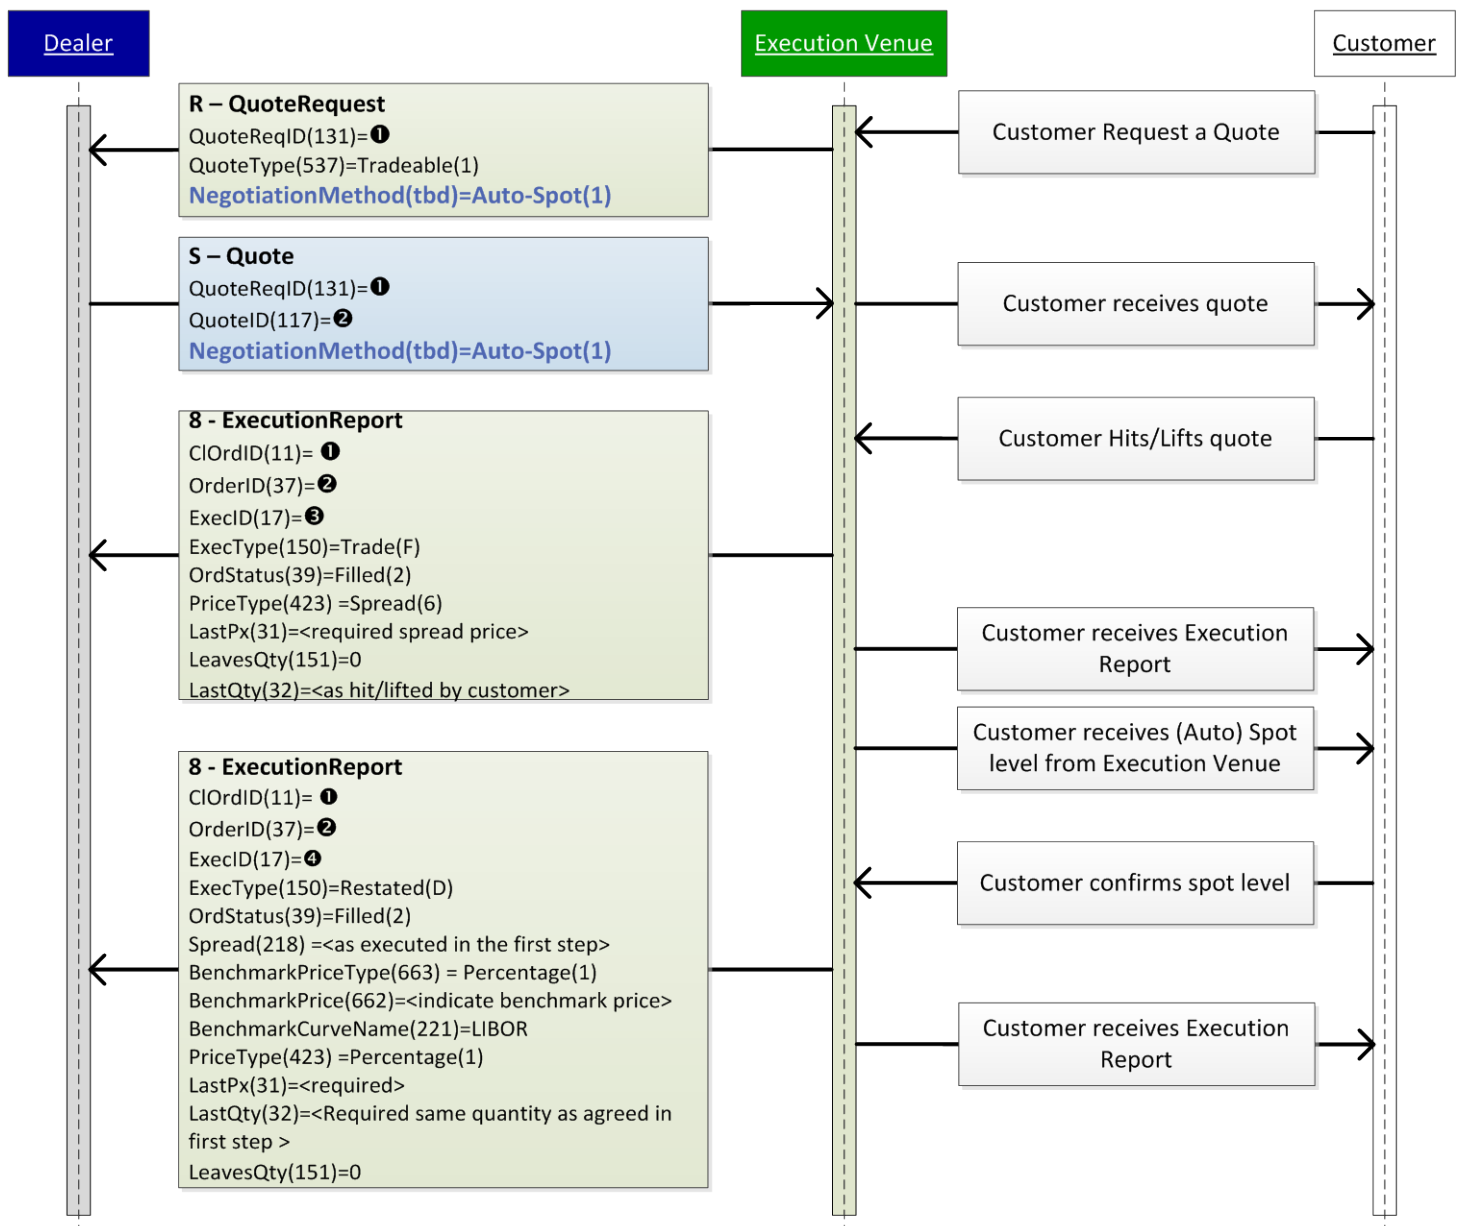 Dealer
Execution Venue
Customer
R – QuoteRequest
QuoteReqID(131)=❶
QuoteType(537)=Tradeable(1)
NegotiationMethod(tbd)=Auto-Spot(1)
Customer Request a Quote
S – Quote
QuoteReqID(131)=❶
QuoteID(117)=❷
NegotiationMethod(tbd)=Auto-Spot(1)
Customer receives quote
8 - ExecutionReport
ClOrdID(11)= ❶
OrderID(37)=❷
ExecID(17)=❸
ExecType(150)=Trade(F)
OrdStatus(39)=Filled(2)
PriceType(423) =Spread(6)
LastPx(31)=<required spread price>
LeavesQty(151)=0
LastQty(32)=<as hit/lifted by customer>
Customer Hits/Lifts quote
Customer receives Execution
Report
Customer receives (Auto) Spot
level from Execution Venue
8 - ExecutionReport
ClOrdID(11)= ❶
OrderID(37)=❷
ExecID(17)=❹
ExecType(150)=Restated(D)
OrdStatus(39)=Filled(2)
Spread(218) =<as executed in the first step>
BenchmarkPriceType(663) = Percentage(1)
BenchmarkPrice(662)=<indicate benchmark price>
BenchmarkCurveName(221)=LIBOR
PriceType(423) =Percentage(1)
LastPx(31)=<required>
LastQty(32)=<Required same quantity as agreed in
first step >
LeavesQty(151)=0
Customer confirms spot level
Customer receives Execution
Report